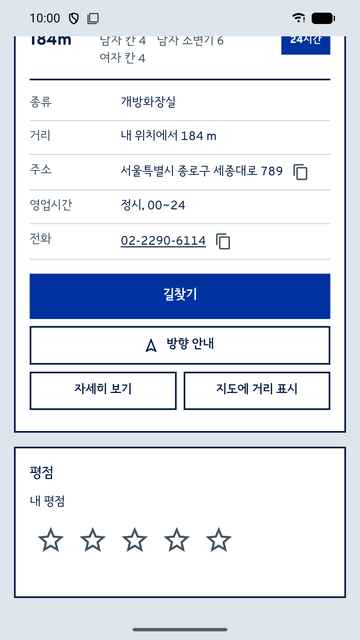 10:00
184m 남자 칸 4 남자 소변기 6 24시간
여자 칸 4
종류 개방화장실
거리 내 위치에서 184 m
주소 서울특별시 종로구 세종대로 789
영업시간 정시, 00~24
전화 02-2290-6114
길찾기
방향 안내
자세히 보기 지도에 거리 표시
평점
내 평점